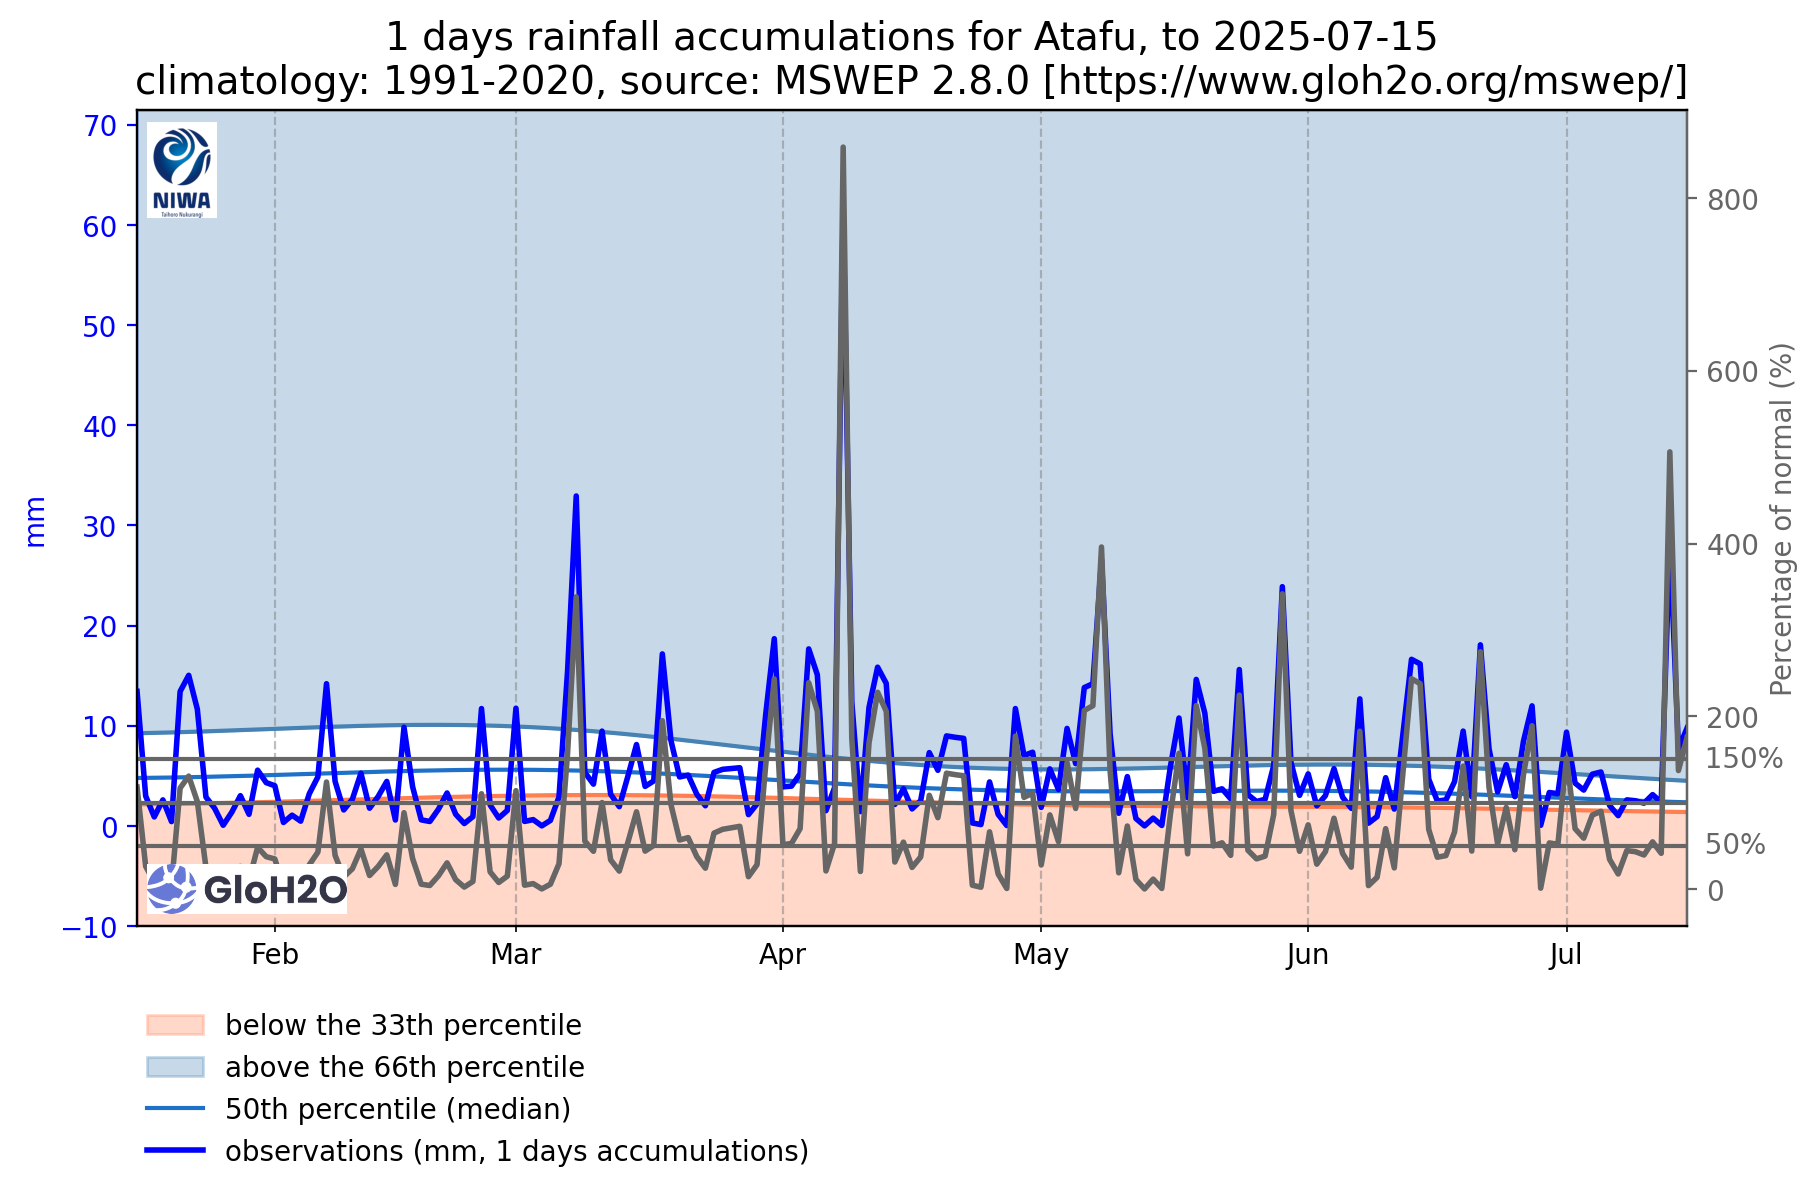 1 days rainfall accumulations for Atafu, to 2025-07-15
climatology: 1991-2020, source: MSWEP 2.8.0 [https://www.gloh2o.org/mswep/]
70
60
50
40
30
20
10
0
−10
mm
NIWA
Taihoro Nukurangi
GloH2O
800
600
400
200
150%
50%
0
Percentage of normal (%)
Feb
Mar
Apr
May
Jun
Jul
below the 33th percentile
above the 66th percentile
50th percentile (median)
observations (mm, 1 days accumulations)